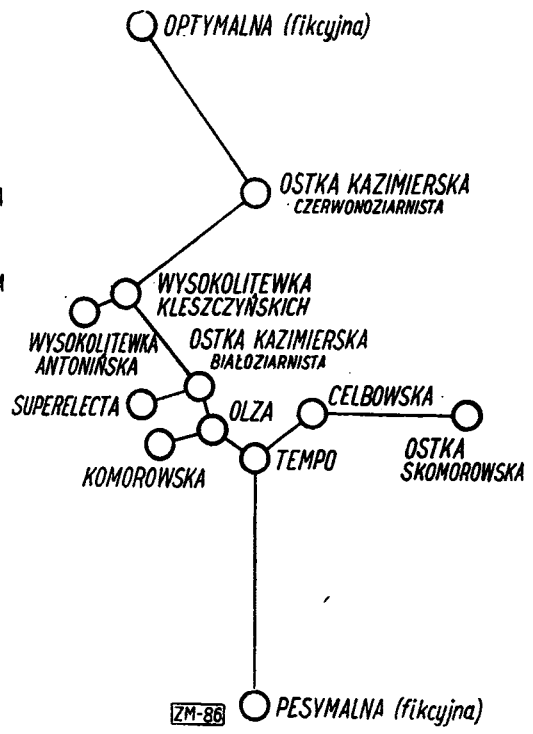 OPTYMALNA (fikcyjna)
OSTKA KAZIMIERSKA
CZERWONOZIARNISTA
WYSOKOLITEWKA
KLESZCZYŃSKICH
WYSOKOLITEWKA
ANTONIŃSKA
OSTKA KAZIMIERSKA
BIAŁOZIARNISTA
SUPERELECTA
OLZA
CELBOWSKA
KOMOROWSKA
TEMPO
OSTKA
SKOMOROWSKA
ZM-86
PESYMALNA (fikcyjna)